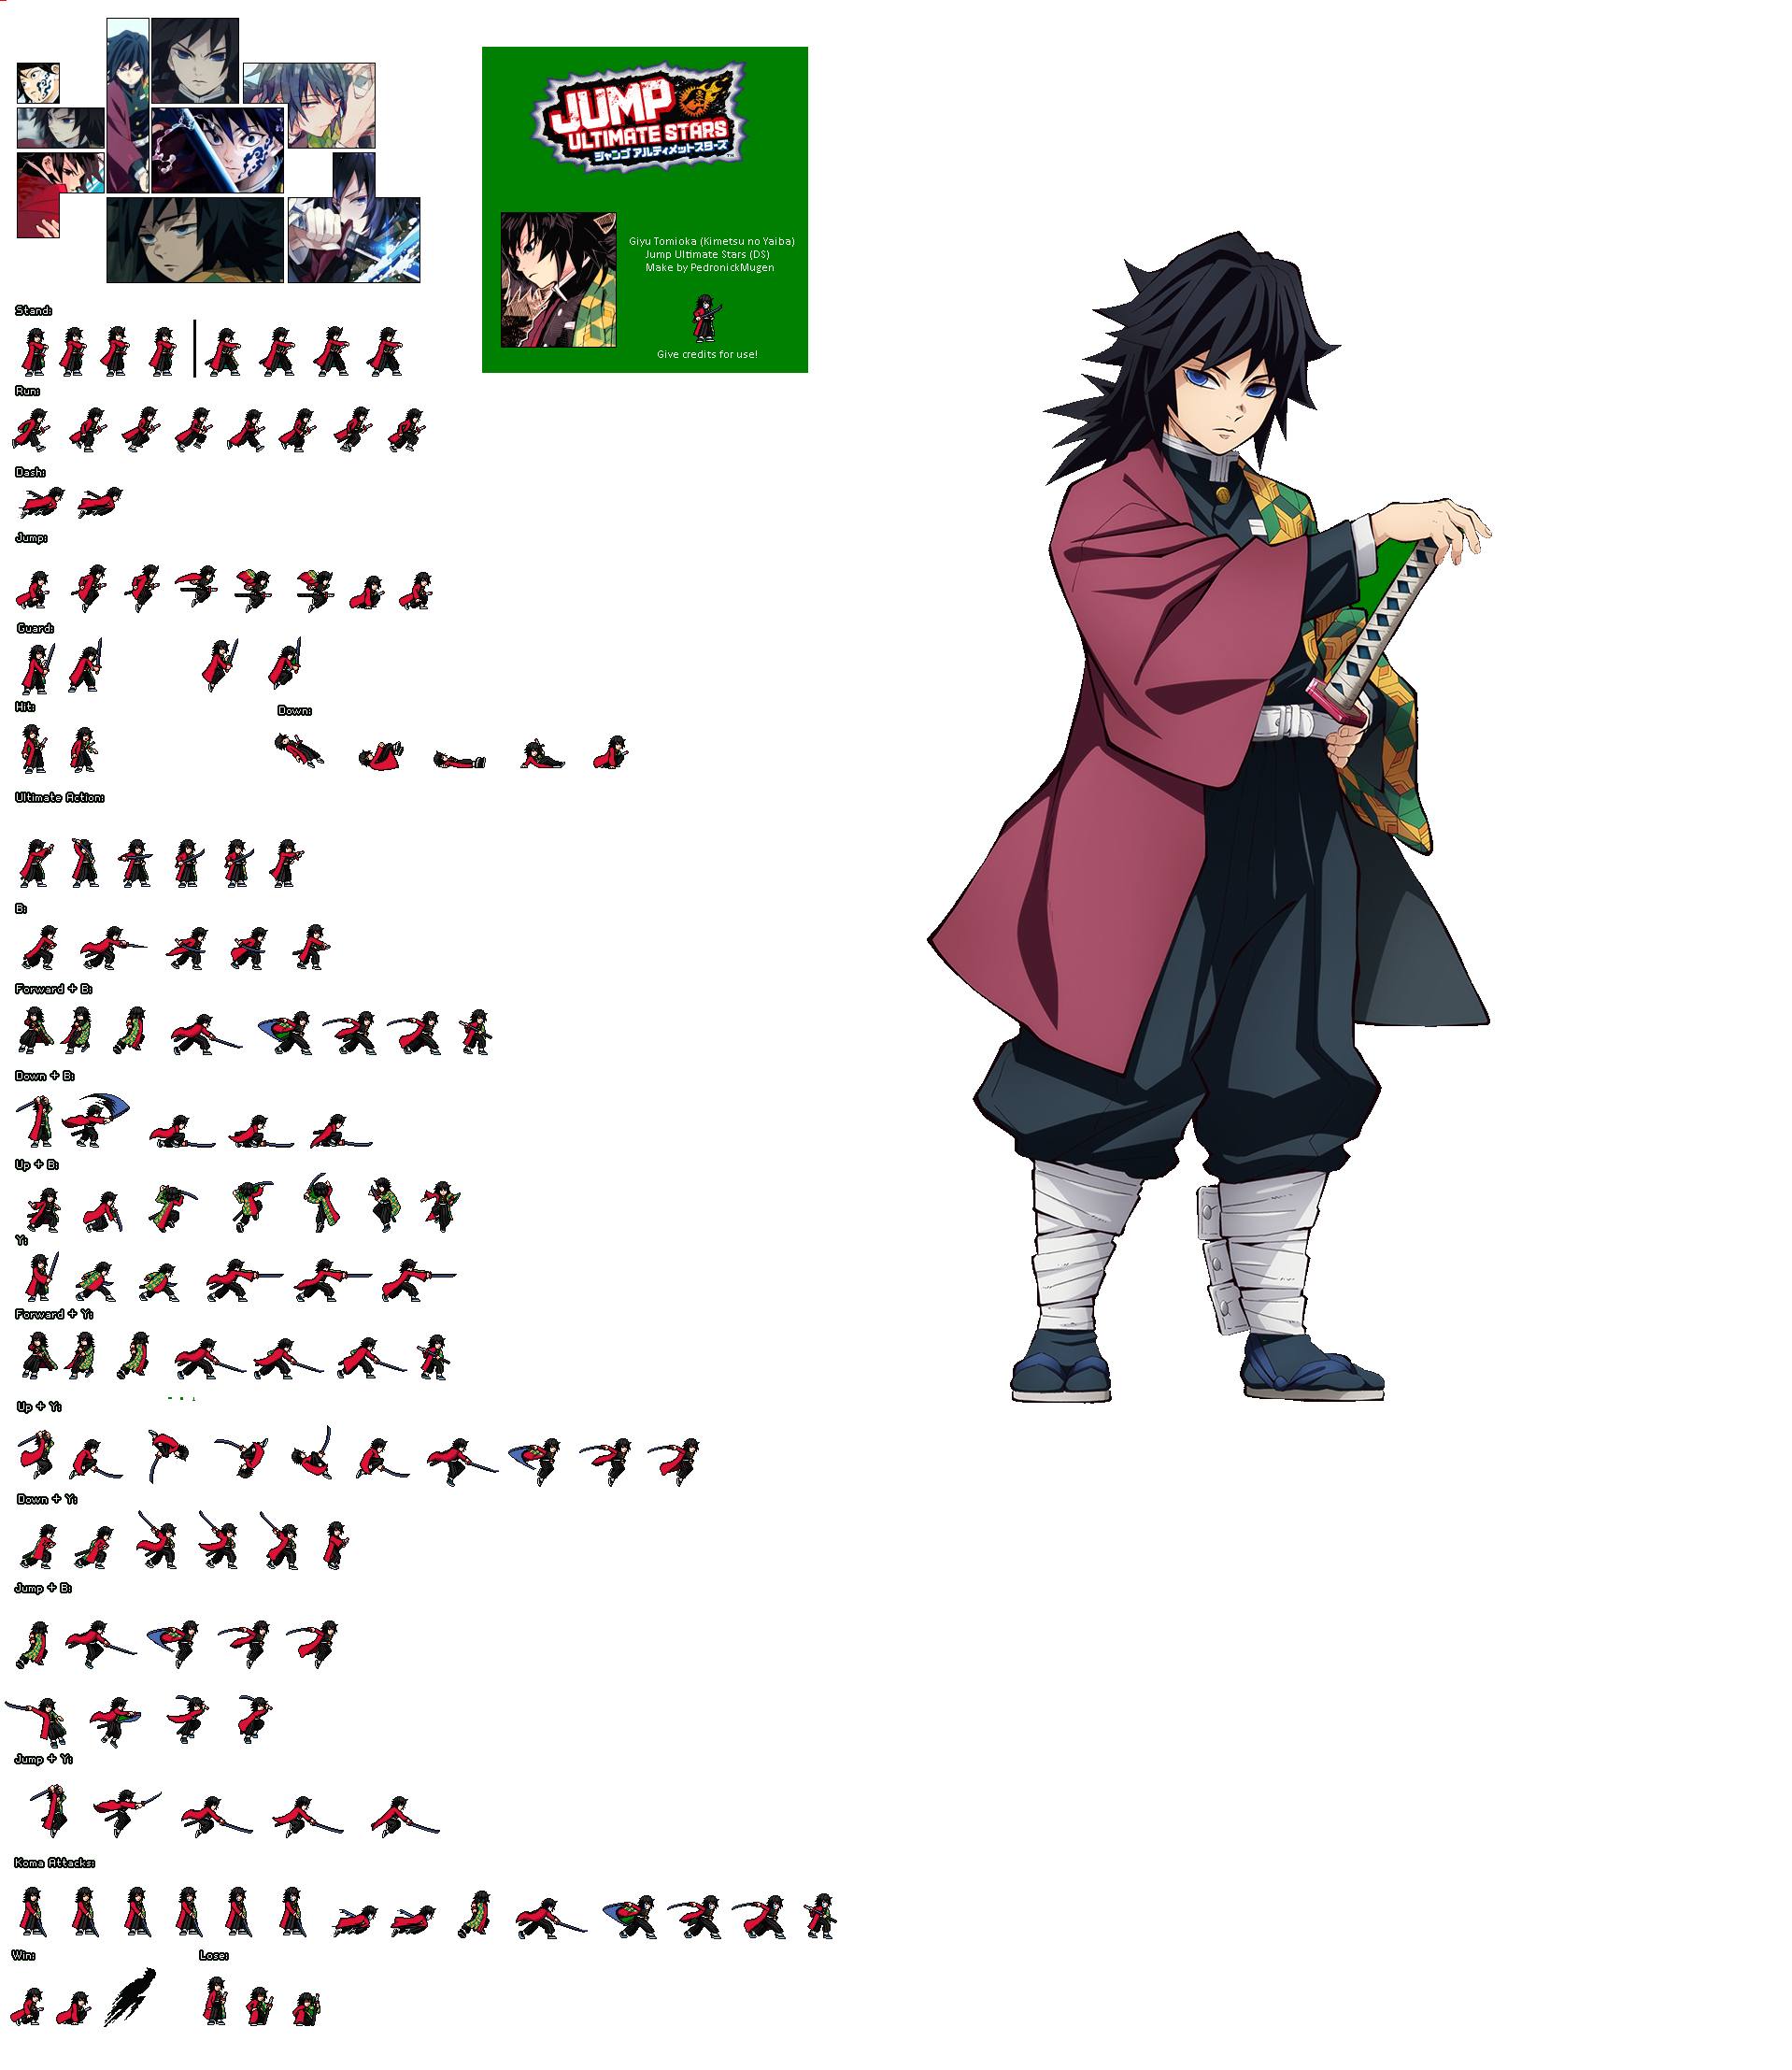 JUMP
ULTIMATE STARS
ジャンプ アルティメットスターズ
TM
Giyu Tomioka (Kimetsu no Yaiba)
Jump Ultimate Stars (DS)
Make by PedronickMugen
Give credits for use!
Stand:
Run:
Dash:
Jump:
Guard:
Hit:
Down:
Ultimate Action:
B:
Forward + B:
Down + B:
Up + B:
Y:
Forward + Y:
Up + Y:
Down + Y:
Jump + B:
Jump + Y:
Koma Attacks:
Win:
Lose: